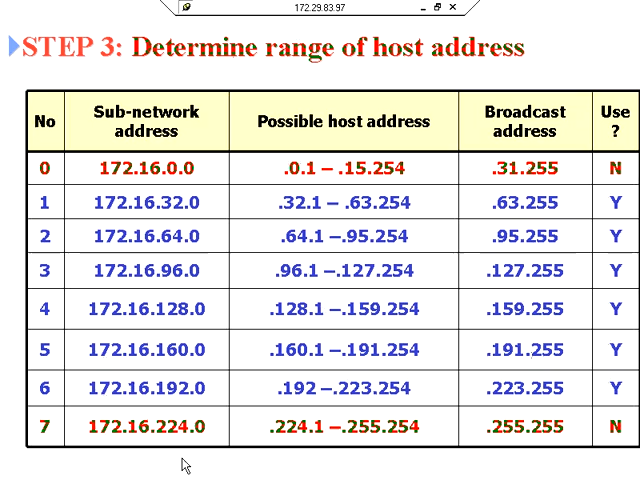 172.29.83.97
STEP 3: Determine range of host address
No Sub-network address Possible host address Broadcast address Use ?
0 172.16.0.0 .0.1 – .15.254 .31.255 N
1 172.16.32.0 .32.1 – .63.254 .63.255 Y
2 172.16.64.0 .64.1 –.95.254 .95.255 Y
3 172.16.96.0 .96.1 –.127.254 .127.255 Y
4 172.16.128.0 .128.1 –.159.254 .159.255 Y
5 172.16.160.0 .160.1 –.191.254 .191.255 Y
6 172.16.192.0 .192 –.223.254 .223.255 Y
7 172.16.224.0 .224.1 –.255.254 .255.255 N